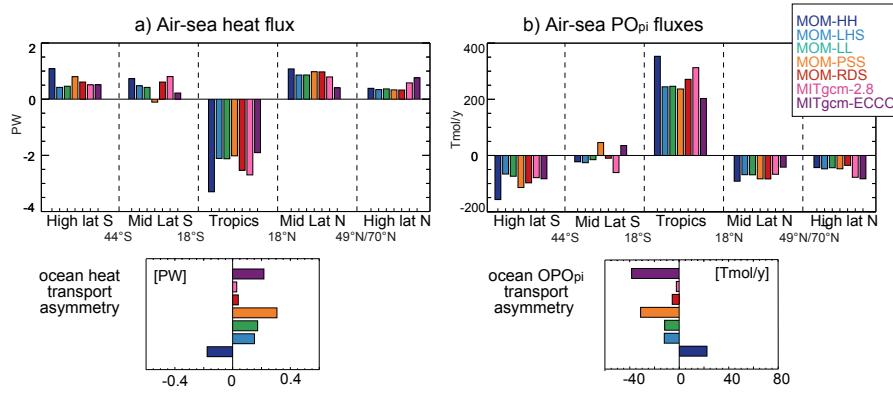 a) Air-sea heat flux
2
0
-2
-4
PW
High lat S
Mid Lat S
Tropics
Mid Lat N
High lat N
44°S
18°S
18°N
49°N/70°N
ocean heat
transport
asymmetry
[PW]
-0.4
0
0.4
b) Air-sea POpi fluxes
400
200
0
-200
Tmol/y
High lat S
Mid Lat S
Tropics
Mid Lat N
High lat N
44°S
18°S
18°N
49°N/70°N
MOM-HH
MOM-LHS
MOM-LL
MOM-PSS
MOM-RDS
MITgcm-2.8
MITgcm-ECCO
ocean OPOpi
transport
asymmetry
[Tmol/y]
-40
0
40
80